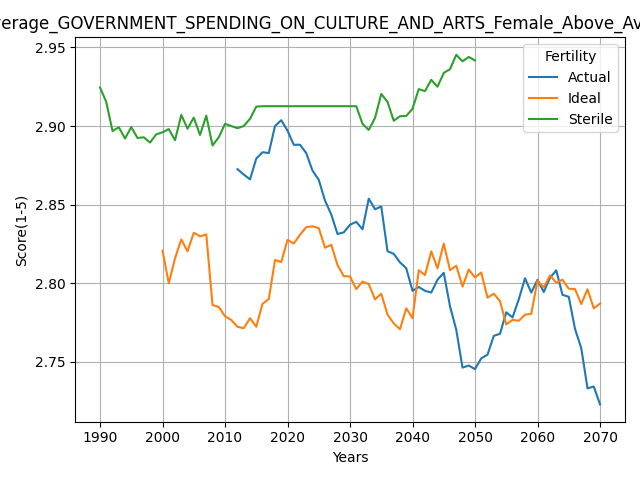 verage_GOVERNMENT_SPENDING_ON_CULTURE_AND_ARTS_Female_Above_Av
2.95
2.90
2.85
2.80
2.75
Score(1-5)
Fertility
Actual
Ideal
Sterile
1990 2000 2010 2020 2030 2040 2050 2060 2070
Years